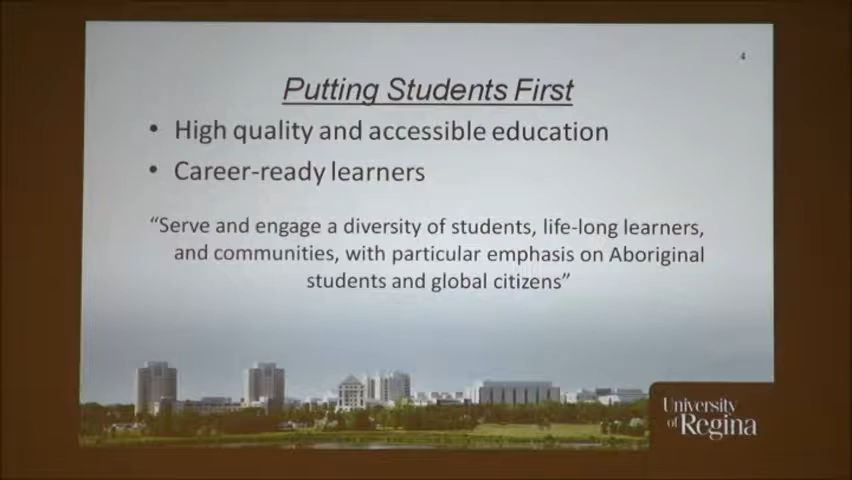 4
Putting Students First
• High quality and accessible education
• Career-ready learners
“Serve and engage a diversity of students, life-long learners,
and communities, with particular emphasis on Aboriginal
students and global citizens”
University
of Regina